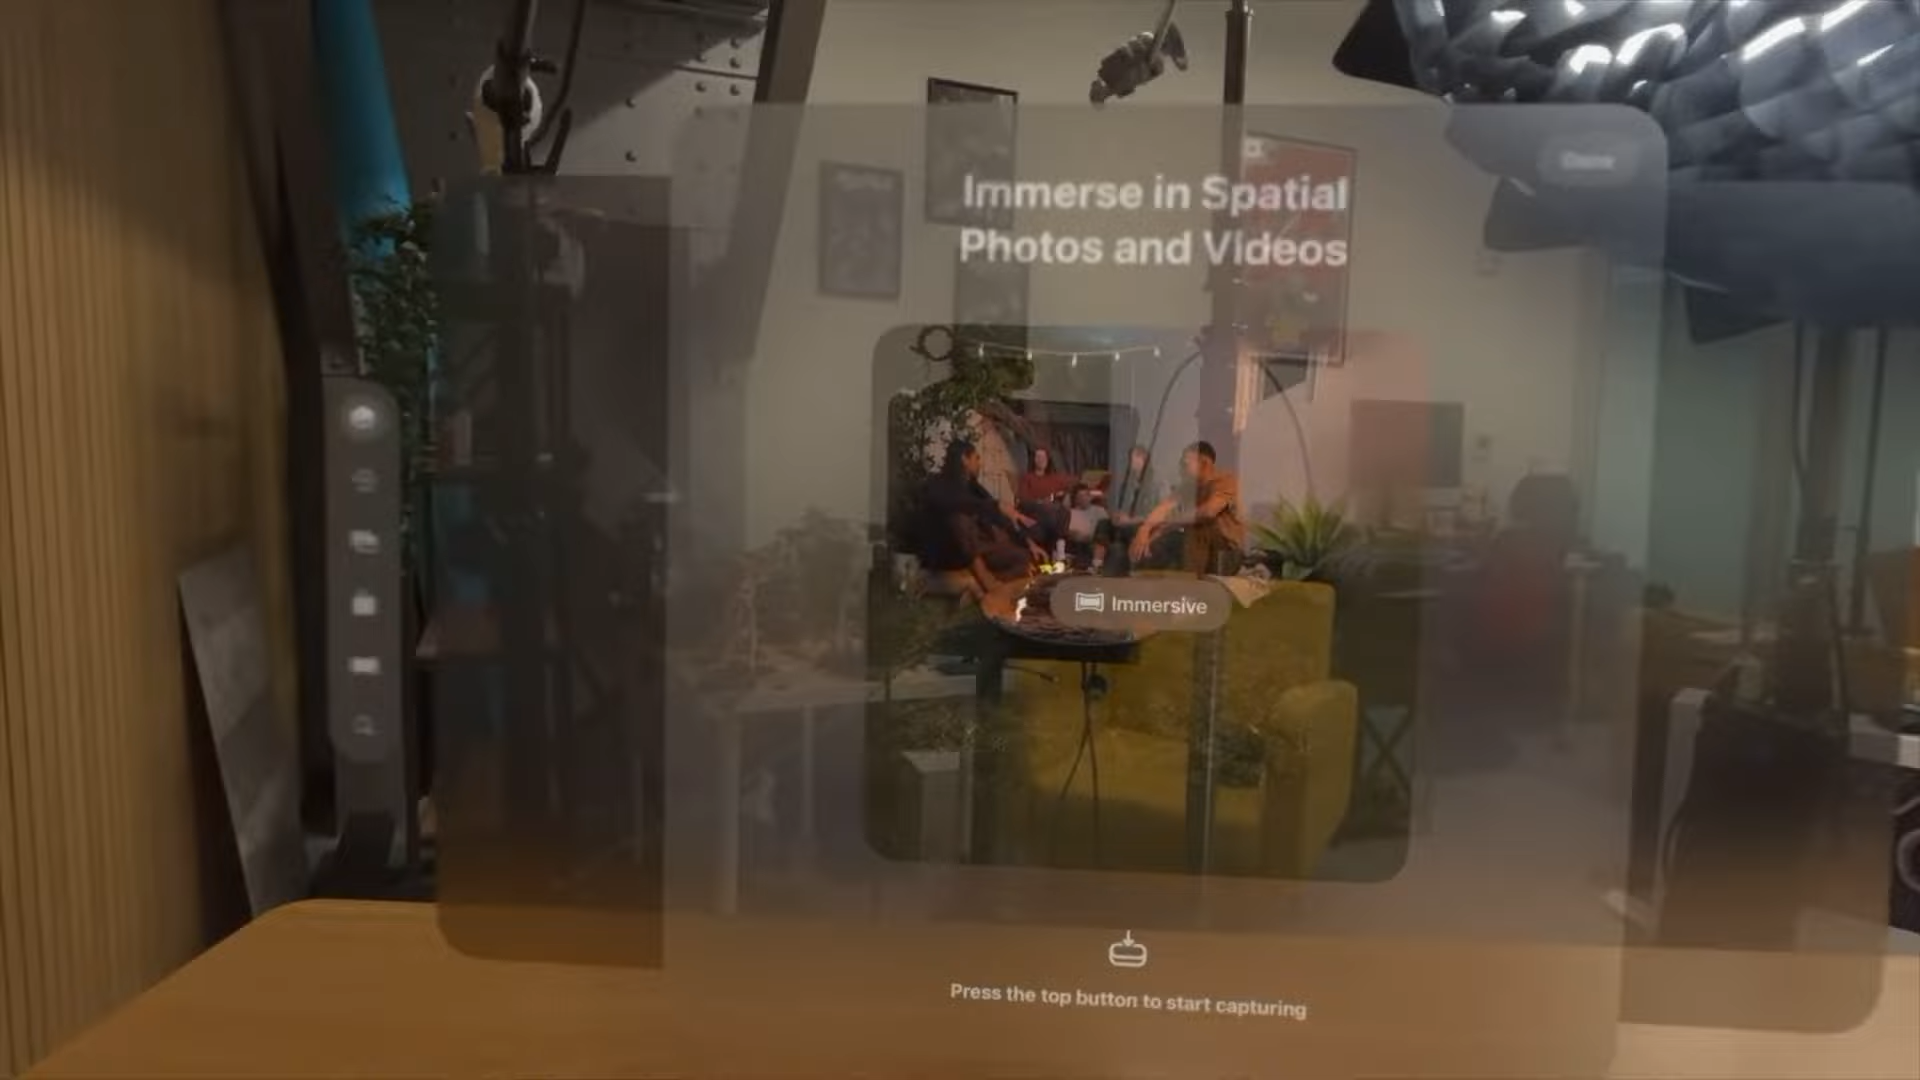 Immerse in Spatial
Photos and Videos
Immersive
Press the top button to start capturing